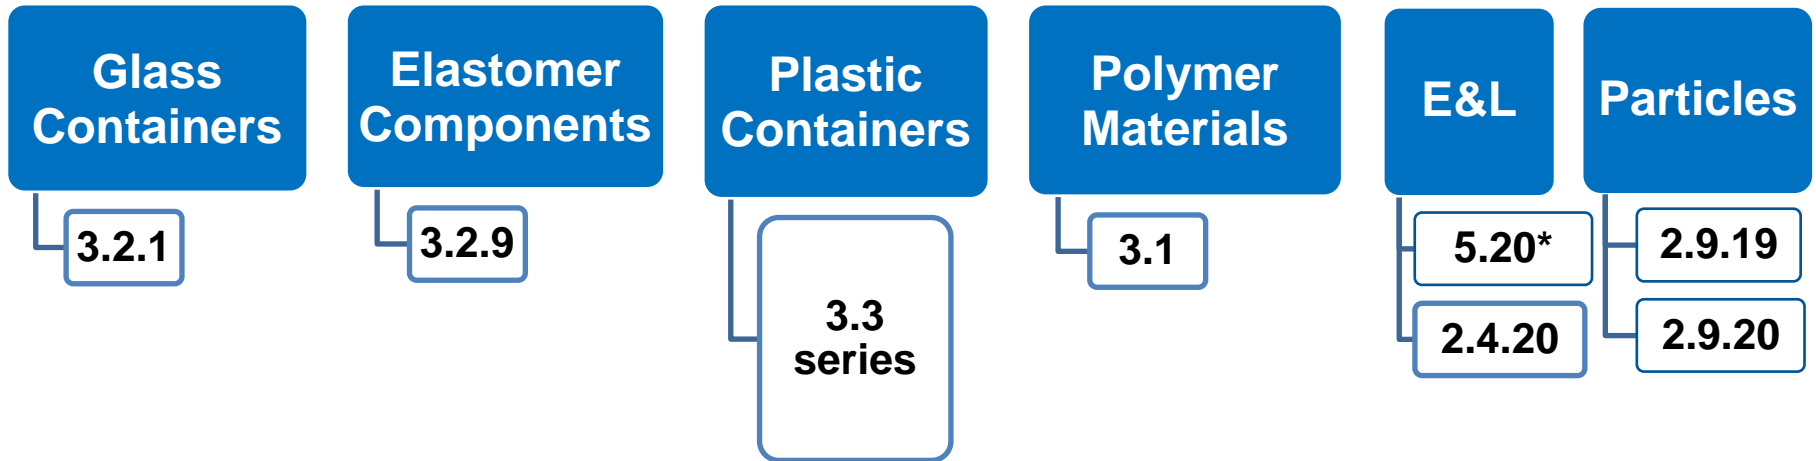 Glass
Containers
3.2.1
Elastomer
Components
3.2.9
Plastic
Containers
3.3
series
Polymer
Materials
3.1
E&L
5.20*
2.4.20
Particles
2.9.19
2.9.20